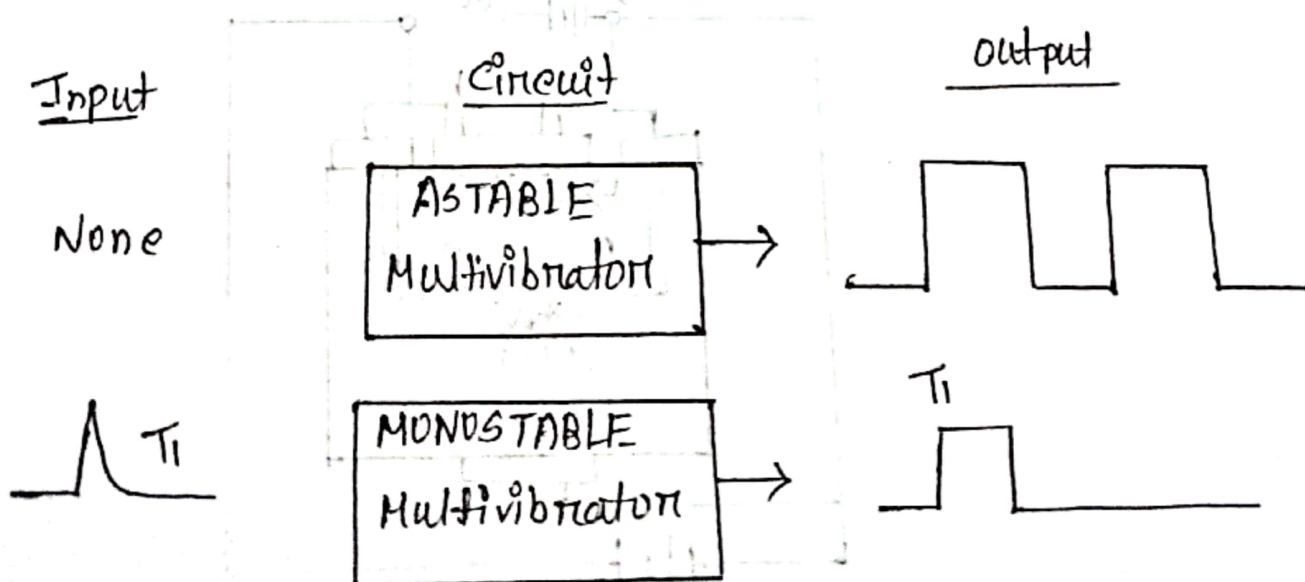 Input
Circuit
Output
None
ASTABLE
Multivibrator
T1
MONOSTABLE
Multivibrator
T1